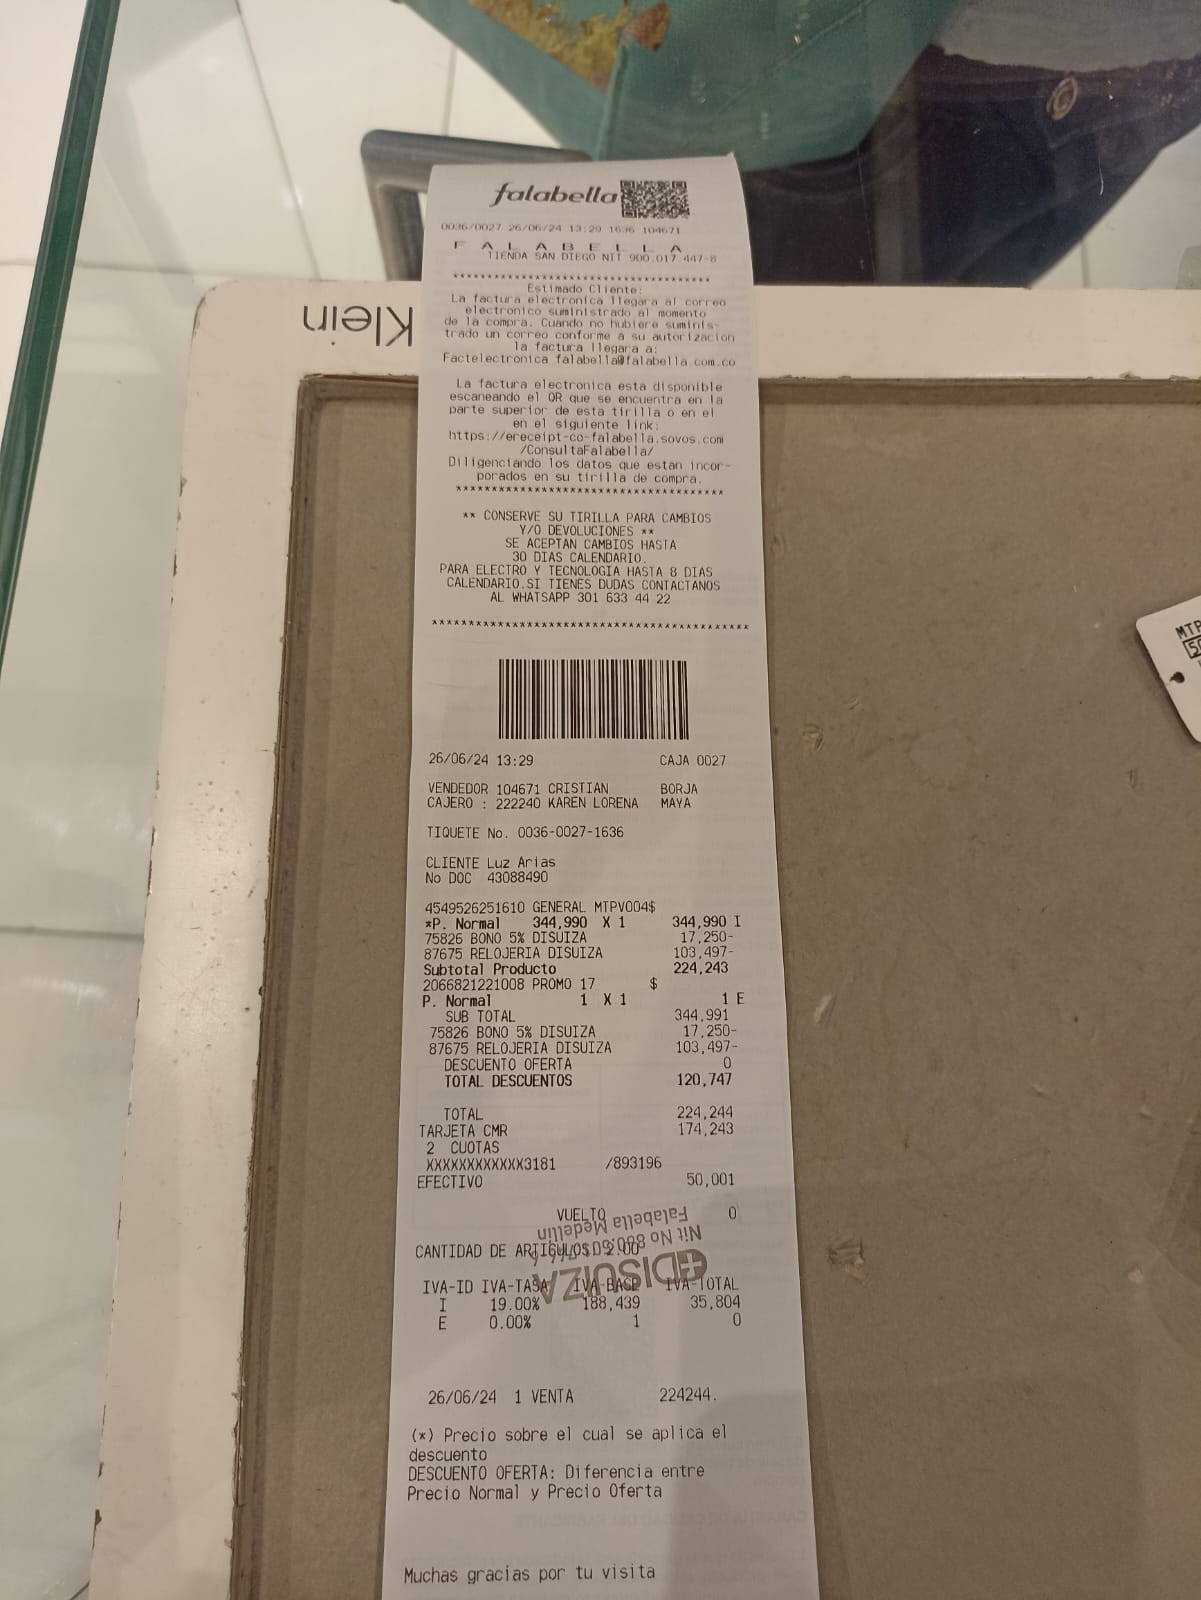 falabella
0036/0027 26/06/24 13:29 1636 104671
F A L A B E L L A
TIENDA SAN DIEGO NIT 900.017.447-8
****************************************
Estimado Cliente:
La factura electronica llegara al correo
electronico suministrado al momento
de la compra. Cuando no hubiere suminis-
trado un correo conforme a su autorizacion
la factura llegara a:
Factelectronica_falabella@falabella.com.co
La factura electronica esta disponible
escaneando el QR que se encuentra en la
parte superior de esta tirilla o en el
en el siguiente link:
https://ereceipt-co-falabella.sovos.com
/ConsultaFalabella/
Diligenciando los datos que estan incor-
porados en su tirilla de compra.
****************************************
** CONSERVE SU TIRILLA PARA CAMBIOS
Y/O DEVOLUCIONES **
SE ACEPTAN CAMBIOS HASTA
30 DIAS CALENDARIO.
PARA ELECTRO Y TECNOLOGIA HASTA 8 DIAS
CALENDARIO.SI TIENES DUDAS CONTACTANOS
AL WHATSAPP 301 633 44 22
********************************************
26/06/24 13:29 CAJA 0027
VENDEDOR 104671 CRISTIAN BORJA
CAJERO : 222240 KAREN LORENA MAYA
TIQUETE No. 0036-0027-1636
CLIENTE Luz Arias
No DOC 43088490
4549526251610 GENERAL MTPV004$
*P. Normal 344,990 X 1 344,990 I
75826 BONO 5% DISUIZA 17,250-
87675 RELOJERIA DISUIZA 103,497-
Subtotal Producto 224,243
2066821221008 PROMO 17 $
P. Normal 1 X 1 1 E
SUB TOTAL 344,991
75826 BONO 5% DISUIZA 17,250-
87675 RELOJERIA DISUIZA 103,497-
DESCUENTO OFERTA 0
TOTAL DESCUENTOS 120,747
TOTAL 224,244
TARJETA CMR 174,243
2 CUOTAS
XXXXXXXXXXXX3181 /893196
EFECTIVO 50,001
VUELTO 0
CANTIDAD DE ARTICULOS 2.00
IVA-ID IVA-TASA IVA-BASE IVA-TOTAL
I 19.00% 188,439 35,804
E 0.00% 1 0
26/06/24 1 VENTA 224244.
(*) Precio sobre el cual se aplica el
descuento
DESCUENTO OFERTA: Diferencia entre
Precio Normal y Precio Oferta
Muchas gracias por tu visita
DISUIZA
Nit No
Falabella Medellin
Klein
MTP